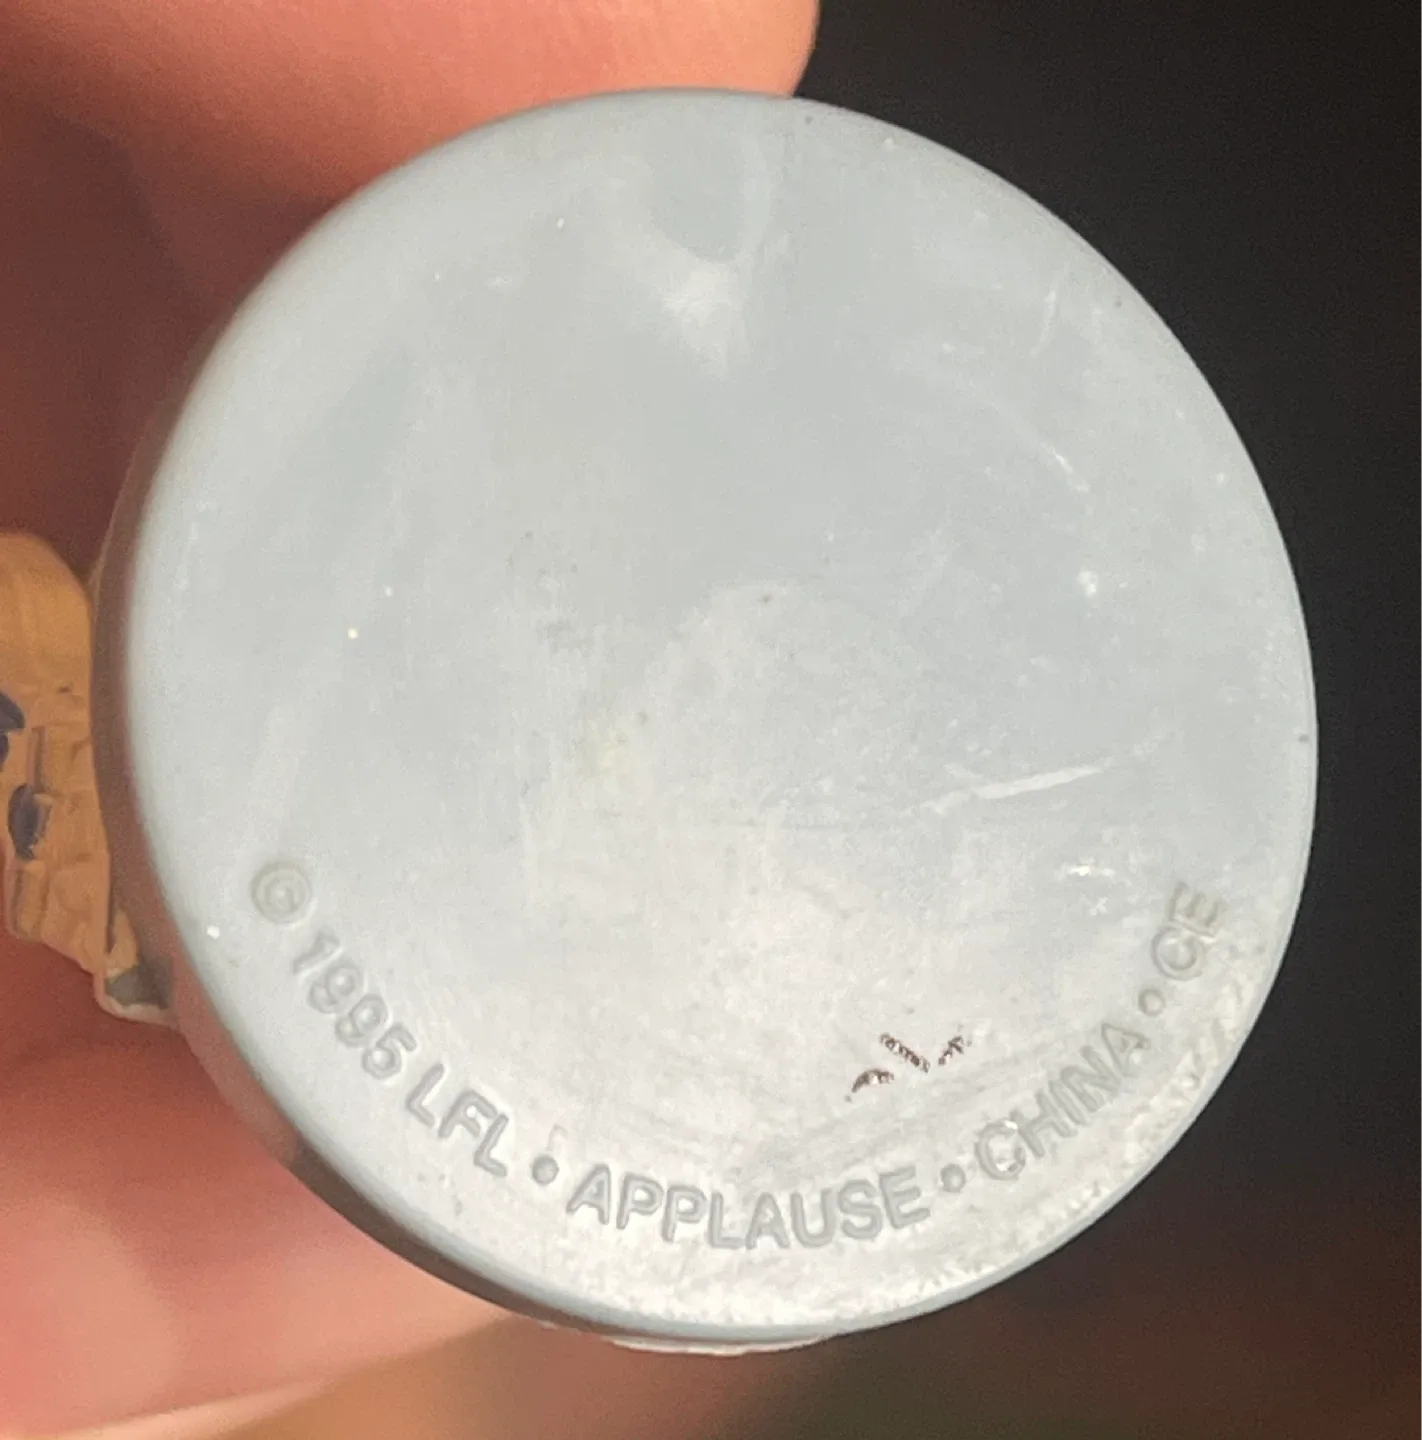 © 1995 LFL • APPLAUSE • CHINA • CE